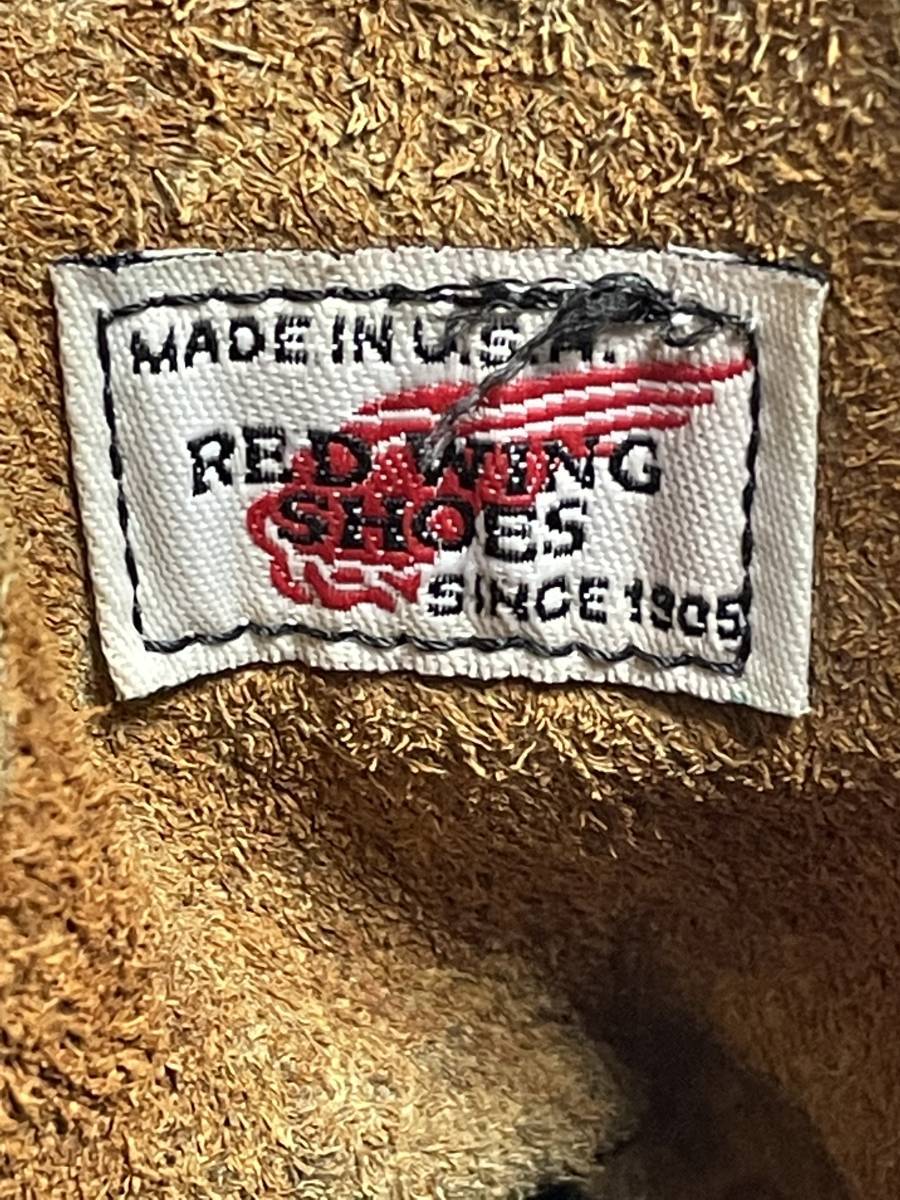 MADE IN U.S.A.
RED WING
SHOES
SINCE 1905